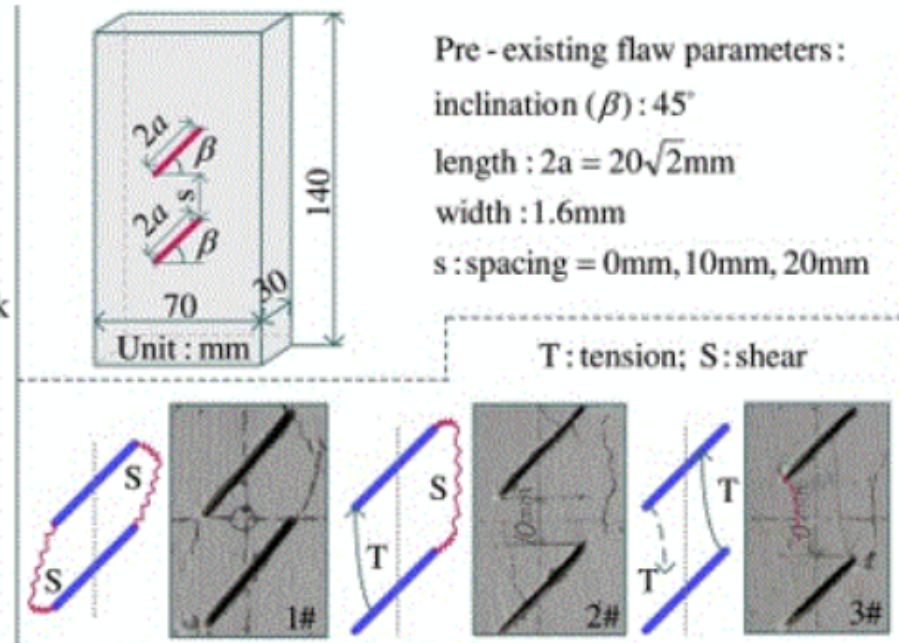 2a
β
s
2a
β
140
70
30
Unit : mm
Pre - existing flaw parameters :
inclination (β) : 45°
length : 2a = 20√2mm
width : 1.6mm
s : spacing = 0mm, 10mm, 20mm
k
T : tension; S : shear
S
S
1#
S
T
2#
T
T
3#